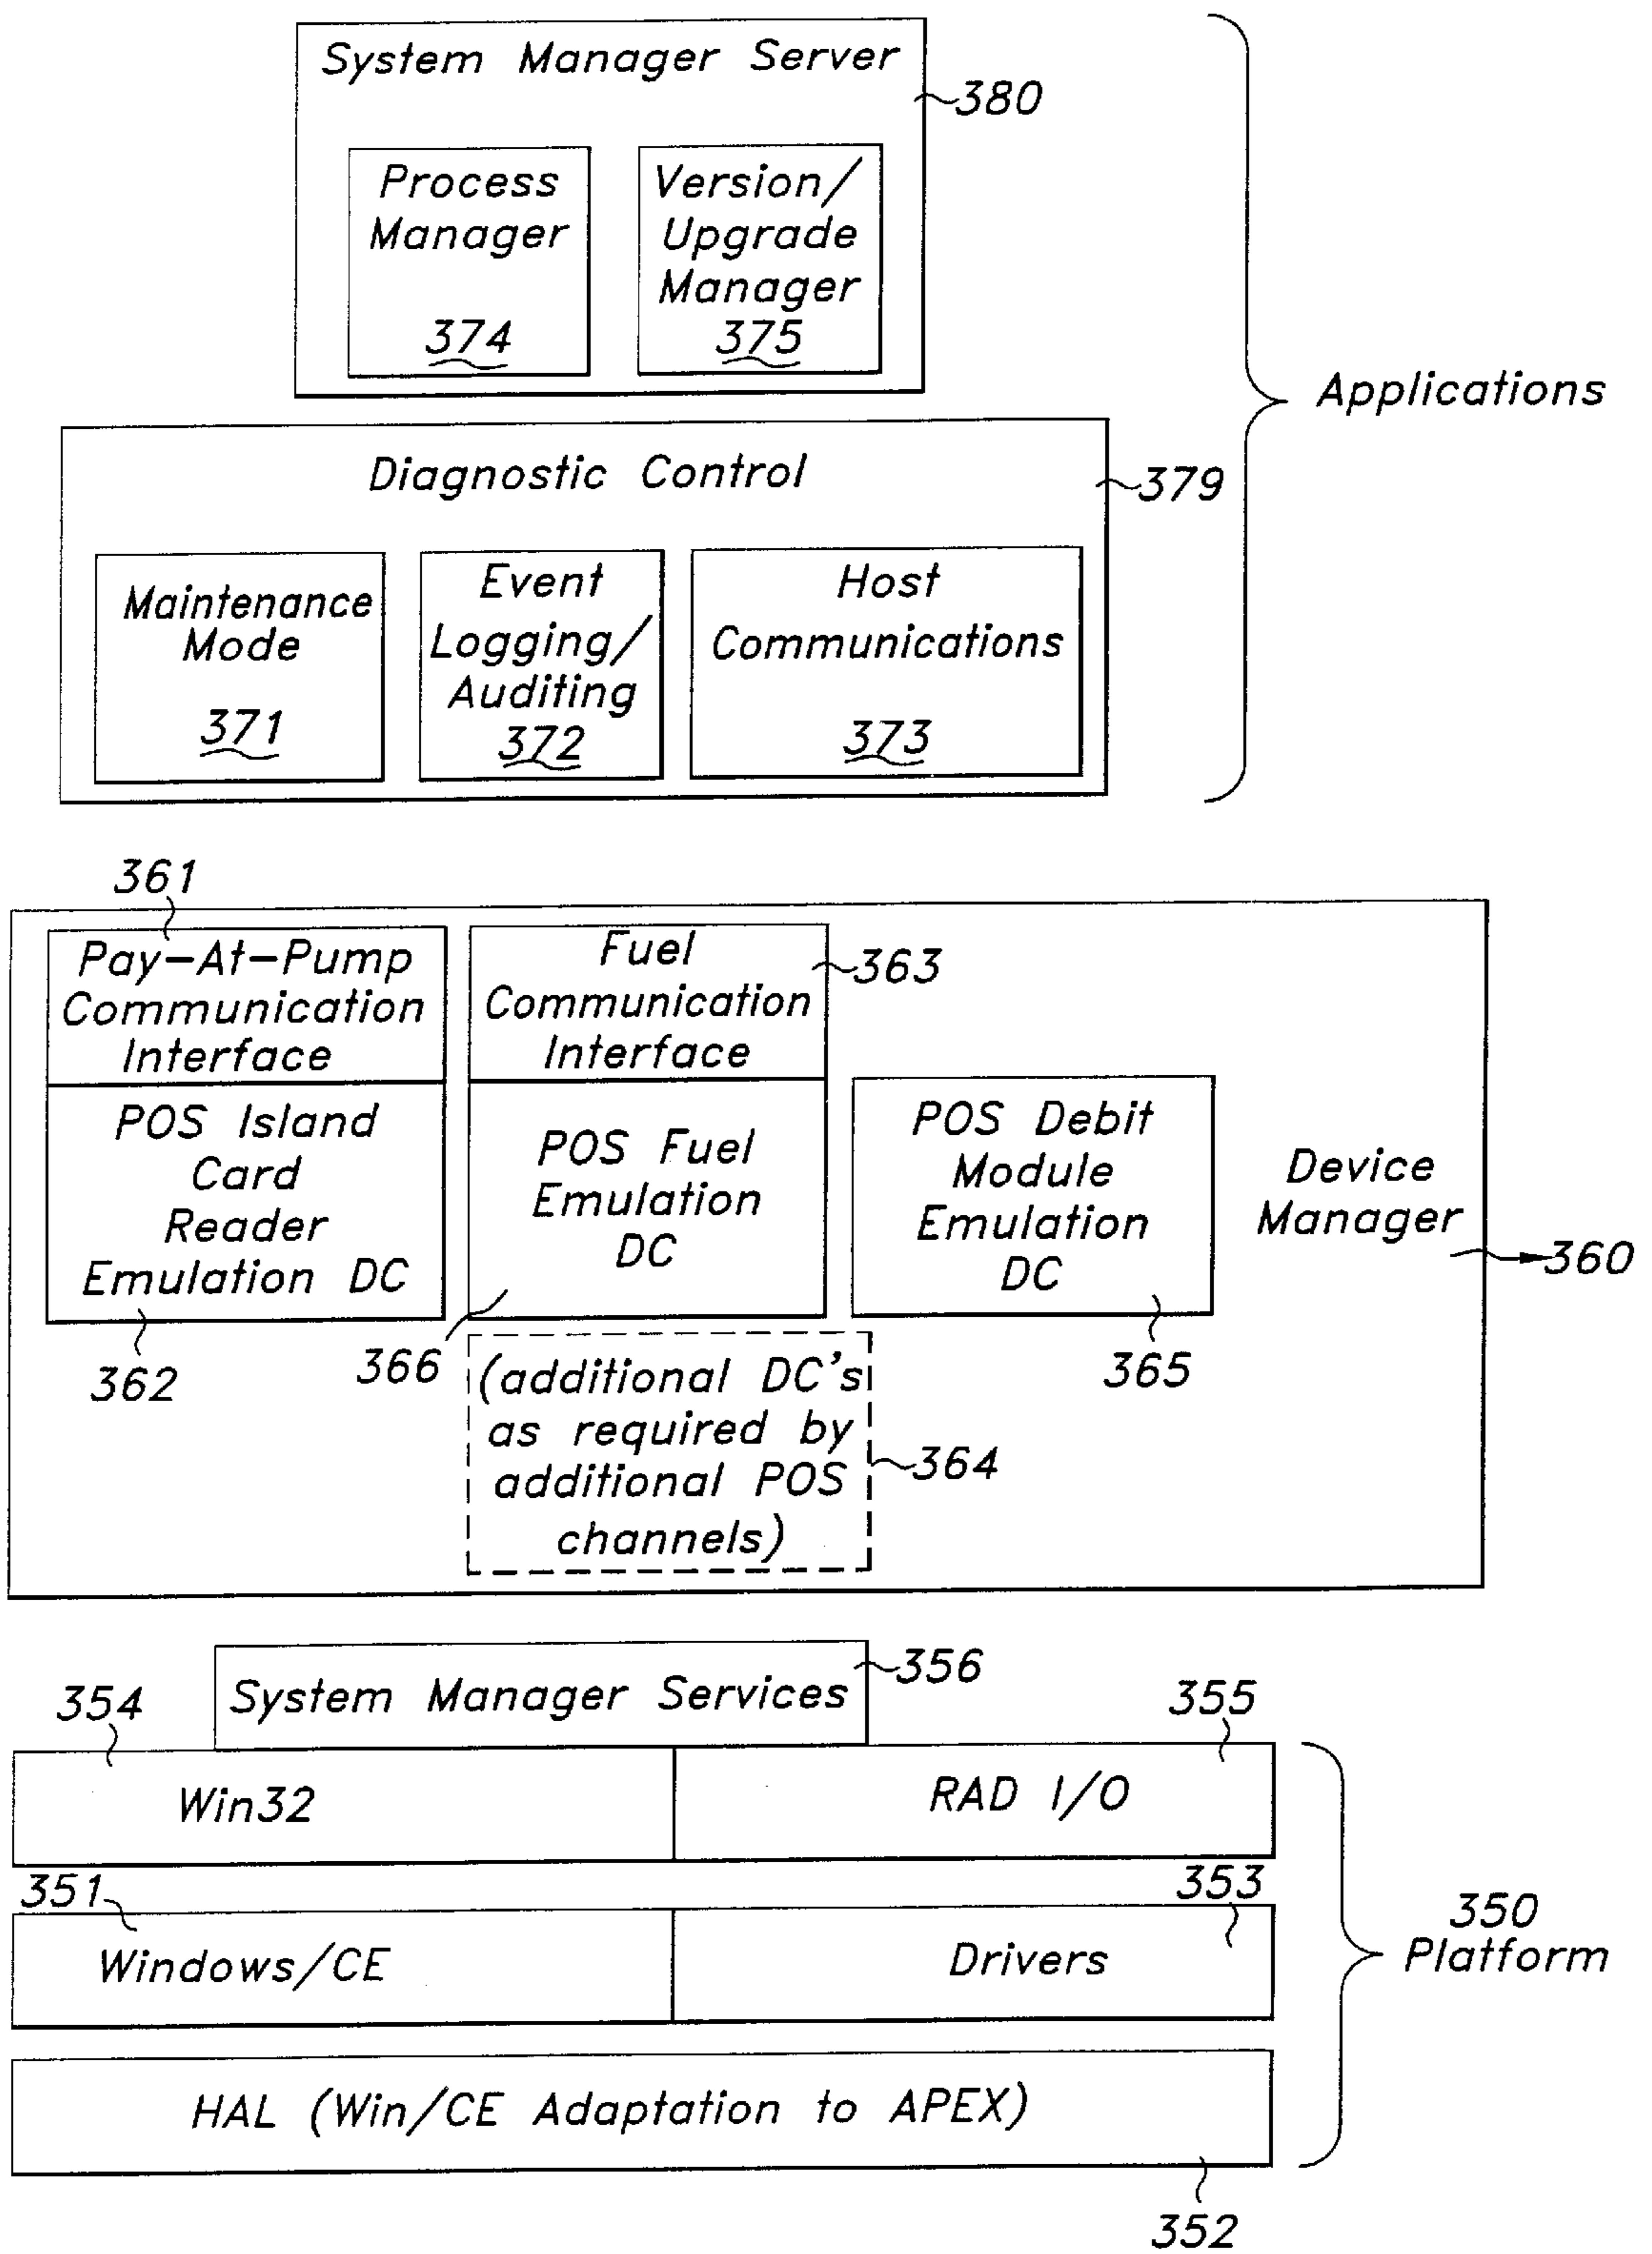 System Manager Server
380
Process
Manager
374
Version/
Upgrade
Manager
375
Applications
Diagnostic Control
379
Maintenance
Mode
371
Event
Logging/
Auditing
372
Host
Communications
373
361
Pay-At-Pump
Communication
Interface
Fuel
Communication
Interface
363
POS Island
Card
Reader
Emulation DC
362
POS Fuel
Emulation
DC
366
POS Debit
Module
Emulation
DC
365
Device
Manager
360
(additional DC's
as required by
additional POS
channels)
364
System Manager Services
356
354
Win32
355
RAD I/O
351
Windows/CE
353
Drivers
350
Platform
HAL (Win/CE Adaptation to APEX)
352